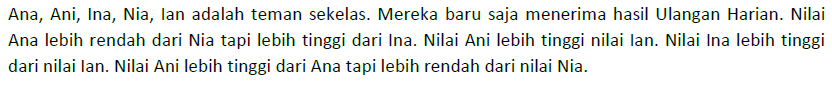 Ana, Ani, Ina, Nia, Ian adalah teman sekelas. Mereka baru saja menerima hasil Ulangan Harian. Nilai
Ana lebih rendah dari Nia tapi lebih tinggi dari Ina. Nilai Ani lebih tinggi nilai Ian. Nilai Ina lebih tinggi
dari nilai Ian. Nilai Ani lebih tinggi dari Ana tapi lebih rendah dari nilai Nia.